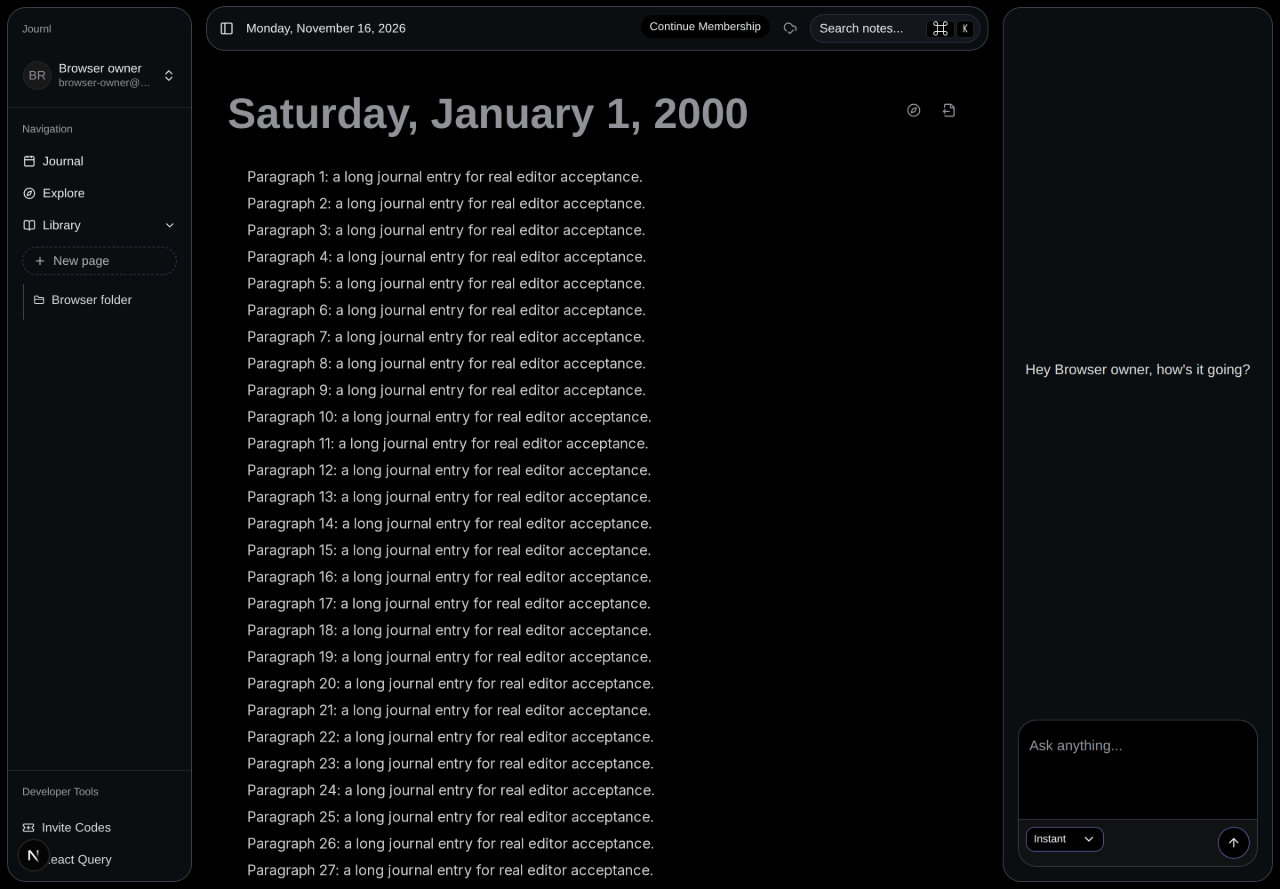 Journl
BR
Browser owner
browser-owner@...
Navigation
Journal
Explore
Library
New page
Browser folder
Developer Tools
Invite Codes
N
eact Query
Monday, November 16, 2026
Continue Membership
Search notes...
⌘ K
Saturday, January 1, 2000
Paragraph 1: a long journal entry for real editor acceptance.
Paragraph 2: a long journal entry for real editor acceptance.
Paragraph 3: a long journal entry for real editor acceptance.
Paragraph 4: a long journal entry for real editor acceptance.
Paragraph 5: a long journal entry for real editor acceptance.
Paragraph 6: a long journal entry for real editor acceptance.
Paragraph 7: a long journal entry for real editor acceptance.
Paragraph 8: a long journal entry for real editor acceptance.
Paragraph 9: a long journal entry for real editor acceptance.
Paragraph 10: a long journal entry for real editor acceptance.
Paragraph 11: a long journal entry for real editor acceptance.
Paragraph 12: a long journal entry for real editor acceptance.
Paragraph 13: a long journal entry for real editor acceptance.
Paragraph 14: a long journal entry for real editor acceptance.
Paragraph 15: a long journal entry for real editor acceptance.
Paragraph 16: a long journal entry for real editor acceptance.
Paragraph 17: a long journal entry for real editor acceptance.
Paragraph 18: a long journal entry for real editor acceptance.
Paragraph 19: a long journal entry for real editor acceptance.
Paragraph 20: a long journal entry for real editor acceptance.
Paragraph 21: a long journal entry for real editor acceptance.
Paragraph 22: a long journal entry for real editor acceptance.
Paragraph 23: a long journal entry for real editor acceptance.
Paragraph 24: a long journal entry for real editor acceptance.
Paragraph 25: a long journal entry for real editor acceptance.
Paragraph 26: a long journal entry for real editor acceptance.
Paragraph 27: a long journal entry for real editor acceptance.
Hey Browser owner, how's it going?
Ask anything...
Instant